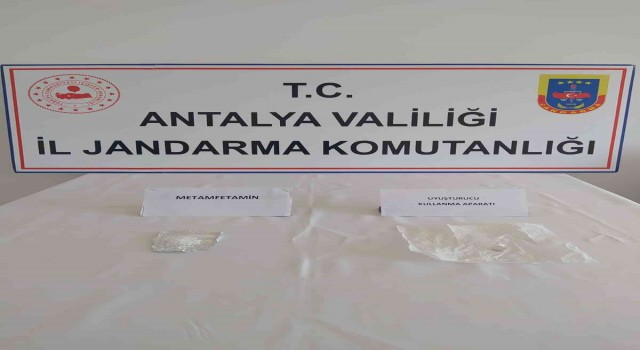 T.C.
ANTALYA VALİLİĞİ
İL JANDARMA KOMUTANLIĞI
METAMFETAMİN
UYUŞTURUCU
KULLANMA APARATI